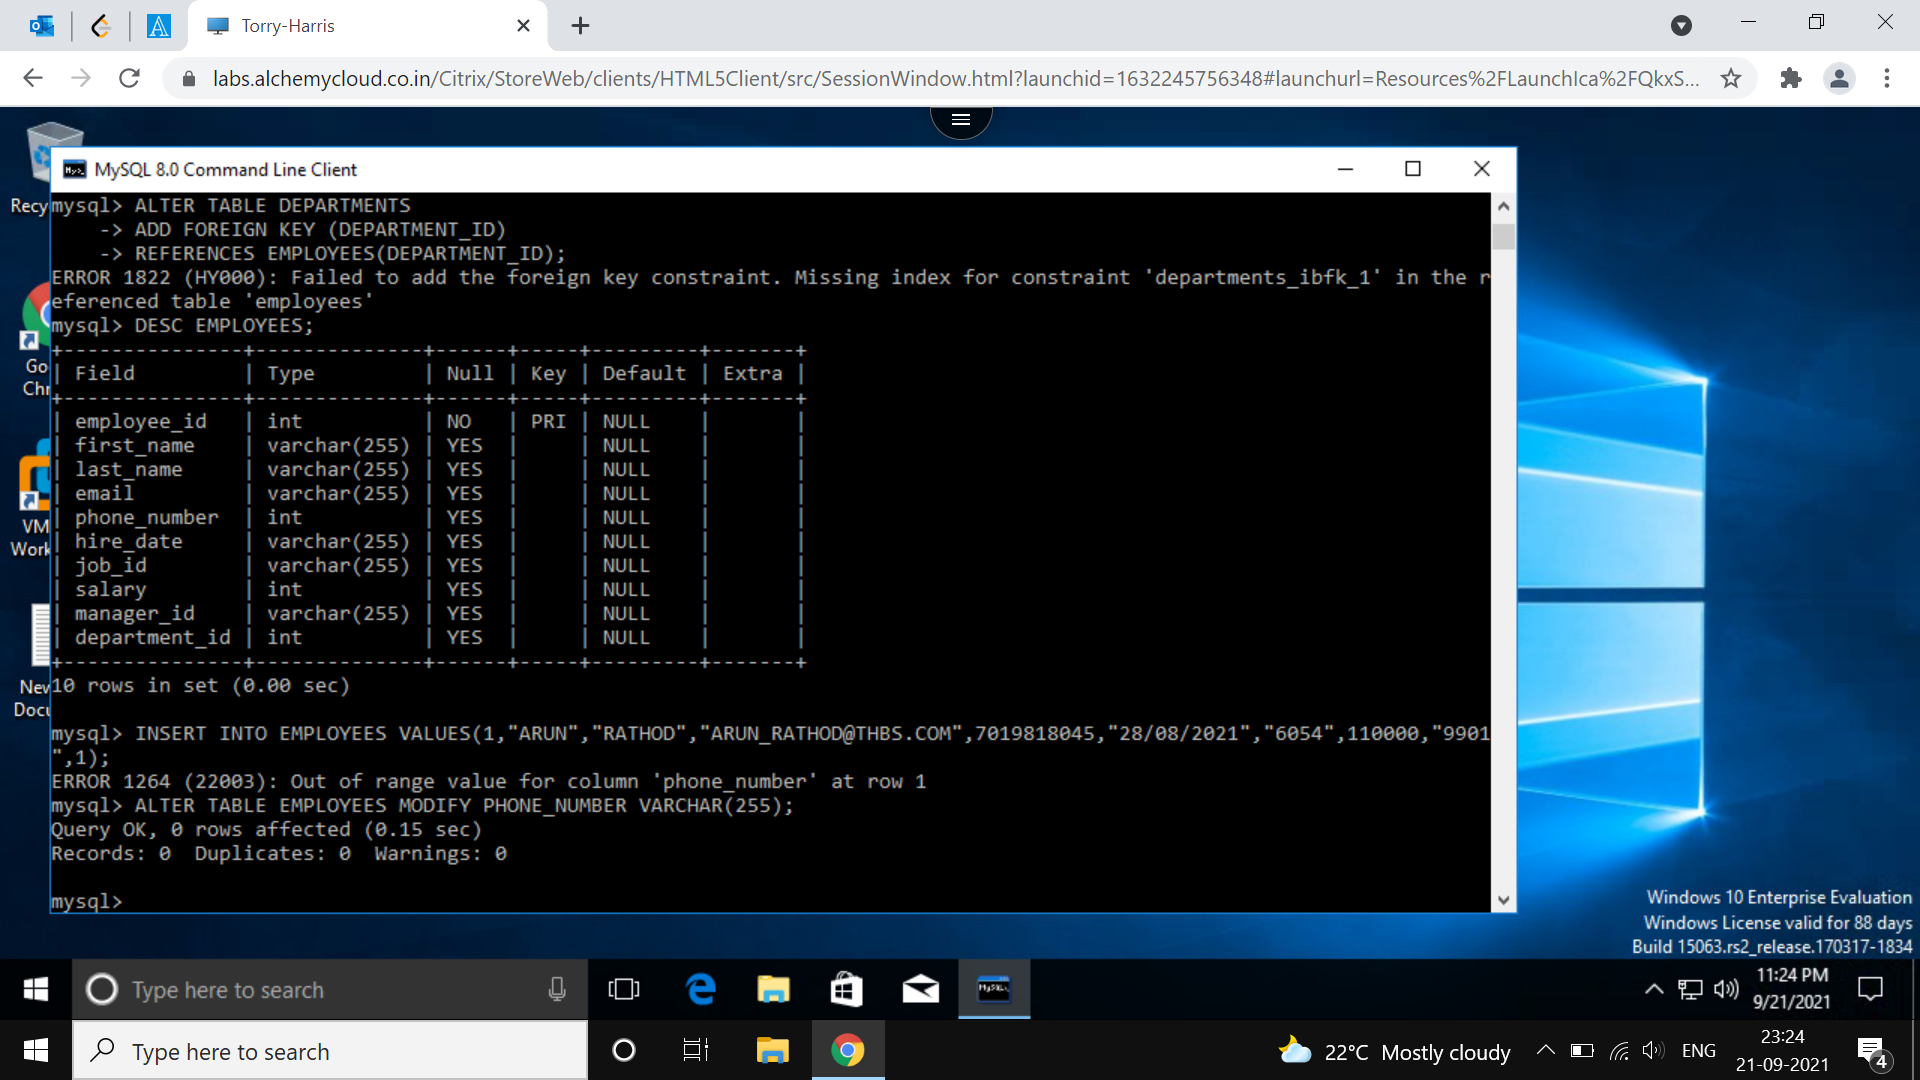 Torry-Harris
labs.alchemycloud.co.in/Citrix/StoreWeb/clients/HTML5Client/src/SessionWindow.html?launchid=1632245756348#launchurl=Resources%2FLaunchIca%2FQkxS...
MySQL 8.0 Command Line Client
Recy
Go
Chr
VM
Work
New
Docu
mysql> ALTER TABLE DEPARTMENTS
    -> ADD FOREIGN KEY (DEPARTMENT_ID)
    -> REFERENCES EMPLOYEES(DEPARTMENT_ID);
ERROR 1822 (HY000): Failed to add the foreign key constraint. Missing index for constraint 'departments_ibfk_1' in the r
eferenced table 'employees'
mysql> DESC EMPLOYEES;
+---------------+--------------+------+-----+---------+-------+
| Field         | Type         | Null | Key | Default | Extra |
+---------------+--------------+------+-----+---------+-------+
| employee_id   | int          | NO   | PRI | NULL    |       |
| first_name    | varchar(255) | YES  |     | NULL    |       |
| last_name     | varchar(255) | YES  |     | NULL    |       |
| email         | varchar(255) | YES  |     | NULL    |       |
| phone_number  | int          | YES  |     | NULL    |       |
| hire_date     | varchar(255) | YES  |     | NULL    |       |
| job_id        | varchar(255) | YES  |     | NULL    |       |
| salary        | int          | YES  |     | NULL    |       |
| manager_id    | varchar(255) | YES  |     | NULL    |       |
| department_id | int          | YES  |     | NULL    |       |
+---------------+--------------+------+-----+---------+-------+
10 rows in set (0.00 sec)
mysql> INSERT INTO EMPLOYEES VALUES(1,"ARUN","RATHOD","ARUN_RATHOD@THBS.COM",7019818045,"28/08/2021","6054",110000,"9901
",1);
ERROR 1264 (22003): Out of range value for column 'phone_number' at row 1
mysql> ALTER TABLE EMPLOYEES MODIFY PHONE_NUMBER VARCHAR(255);
Query OK, 0 rows affected (0.15 sec)
Records: 0  Duplicates: 0  Warnings: 0
mysql>
Windows 10 Enterprise Evaluation
Windows License valid for 88 days
Build 15063.rs2_release.170317-1834
Type here to search
11:24 PM
9/21/2021
Type here to search
22°C Mostly cloudy
ENG
23:24
21-09-2021
4